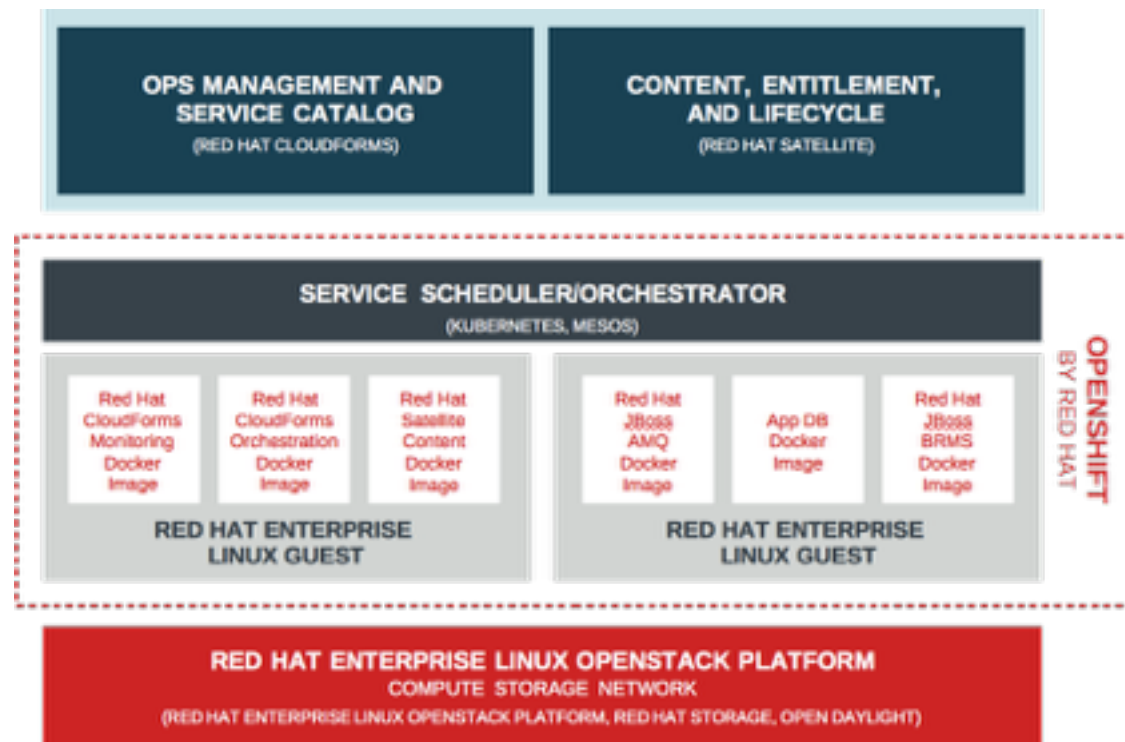 OPS MANAGEMENT AND
SERVICE CATALOG
(RED HAT CLOUDFORMS)
CONTENT, ENTITLEMENT,
AND LIFECYCLE
(RED HAT SATELLITE)
SERVICE SCHEDULER/ORCHESTRATOR
(KUBERNETES, MESOS)
Red Hat
CloudForms
Monitoring
Docker
Image
Red Hat
CloudForms
Orchestration
Docker
Image
Red Hat
Satellite
Content
Docker
Image
RED HAT ENTERPRISE
LINUX GUEST
Red Hat
JBoss
AMQ
Docker
Image
App DB
Docker
Image
Red Hat
JBoss
BRMS
Docker
Image
RED HAT ENTERPRISE
LINUX GUEST
OPENSHIFT
BY RED HAT
RED HAT ENTERPRISE LINUX OPENSTACK PLATFORM
COMPUTE STORAGE NETWORK
(RED HAT ENTERPRISE LINUX OPENSTACK PLATFORM, RED HAT STORAGE, OPEN DAYLIGHT)